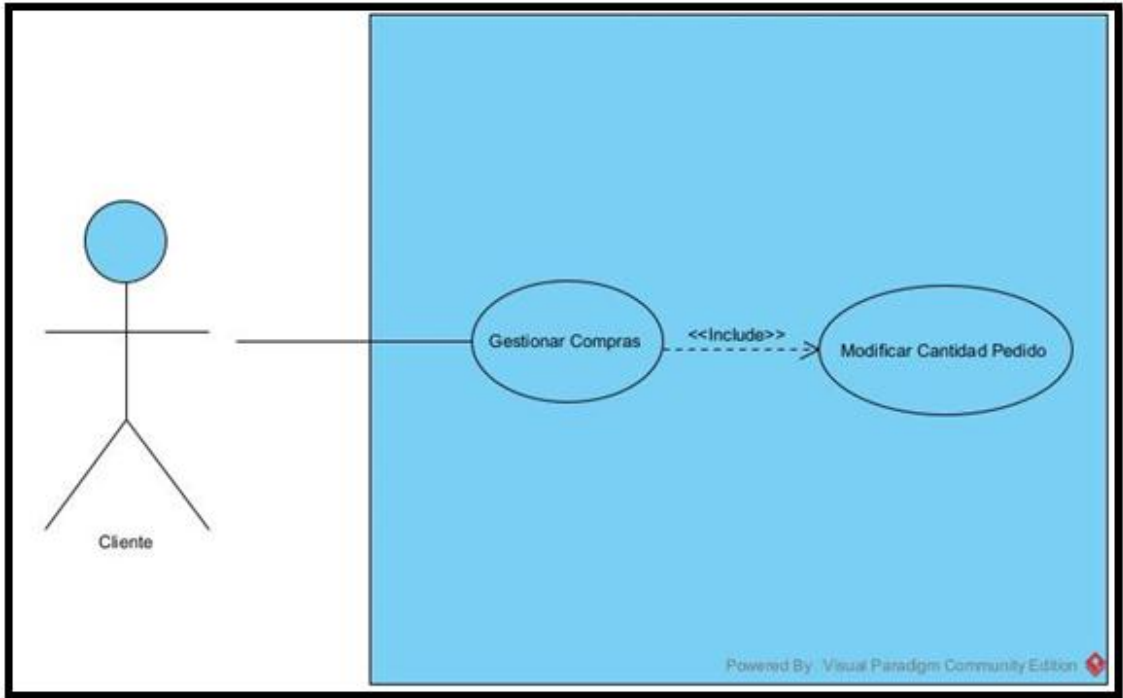 Gestionar Compras
<<Include>>
Modificar Cantidad Pedido
Cliente
Powered By Visual Paradigm Community Edition